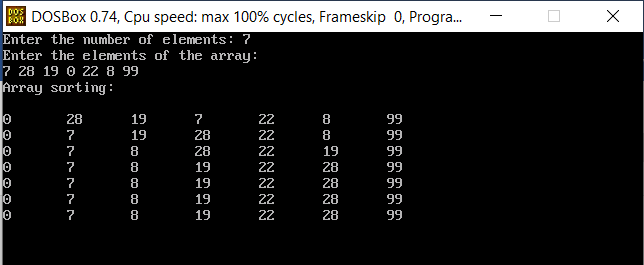 DOS
BOX
DOSBox 0.74, Cpu speed: max 100% cycles, Frameskip 0, Progra...
Enter the number of elements: 7
Enter the elements of the array:
7 28 19 0 22 8 99
Array sorting:
0 28 19 7 22 8 99
0 7 19 28 22 8 99
0 7 8 28 22 19 99
0 7 8 19 22 28 99
0 7 8 19 22 28 99
0 7 8 19 22 28 99
0 7 8 19 22 28 99